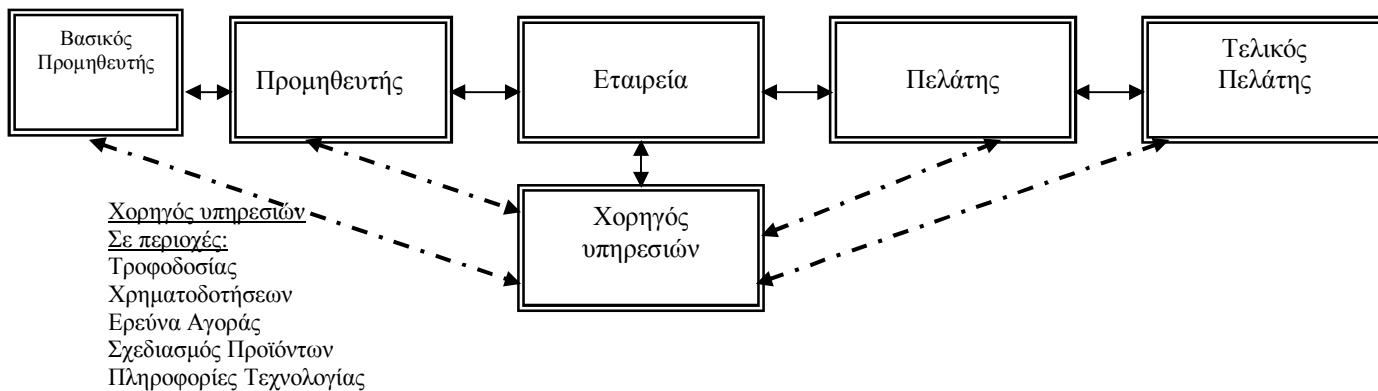 Βασικός
Προμηθευτής
Προμηθευτής
Εταιρεία
Πελάτης
Τελικός
Πελάτης
Χορηγός
υπηρεσιών
Χορηγός υπηρεσιών
Σε περιοχές:
Τροφοδοσίας
Χρηματοδοτήσεων
Ερεύνα Αγοράς
Σχεδιασμός Προϊόντων
Πληροφορίες Τεχνολογίας